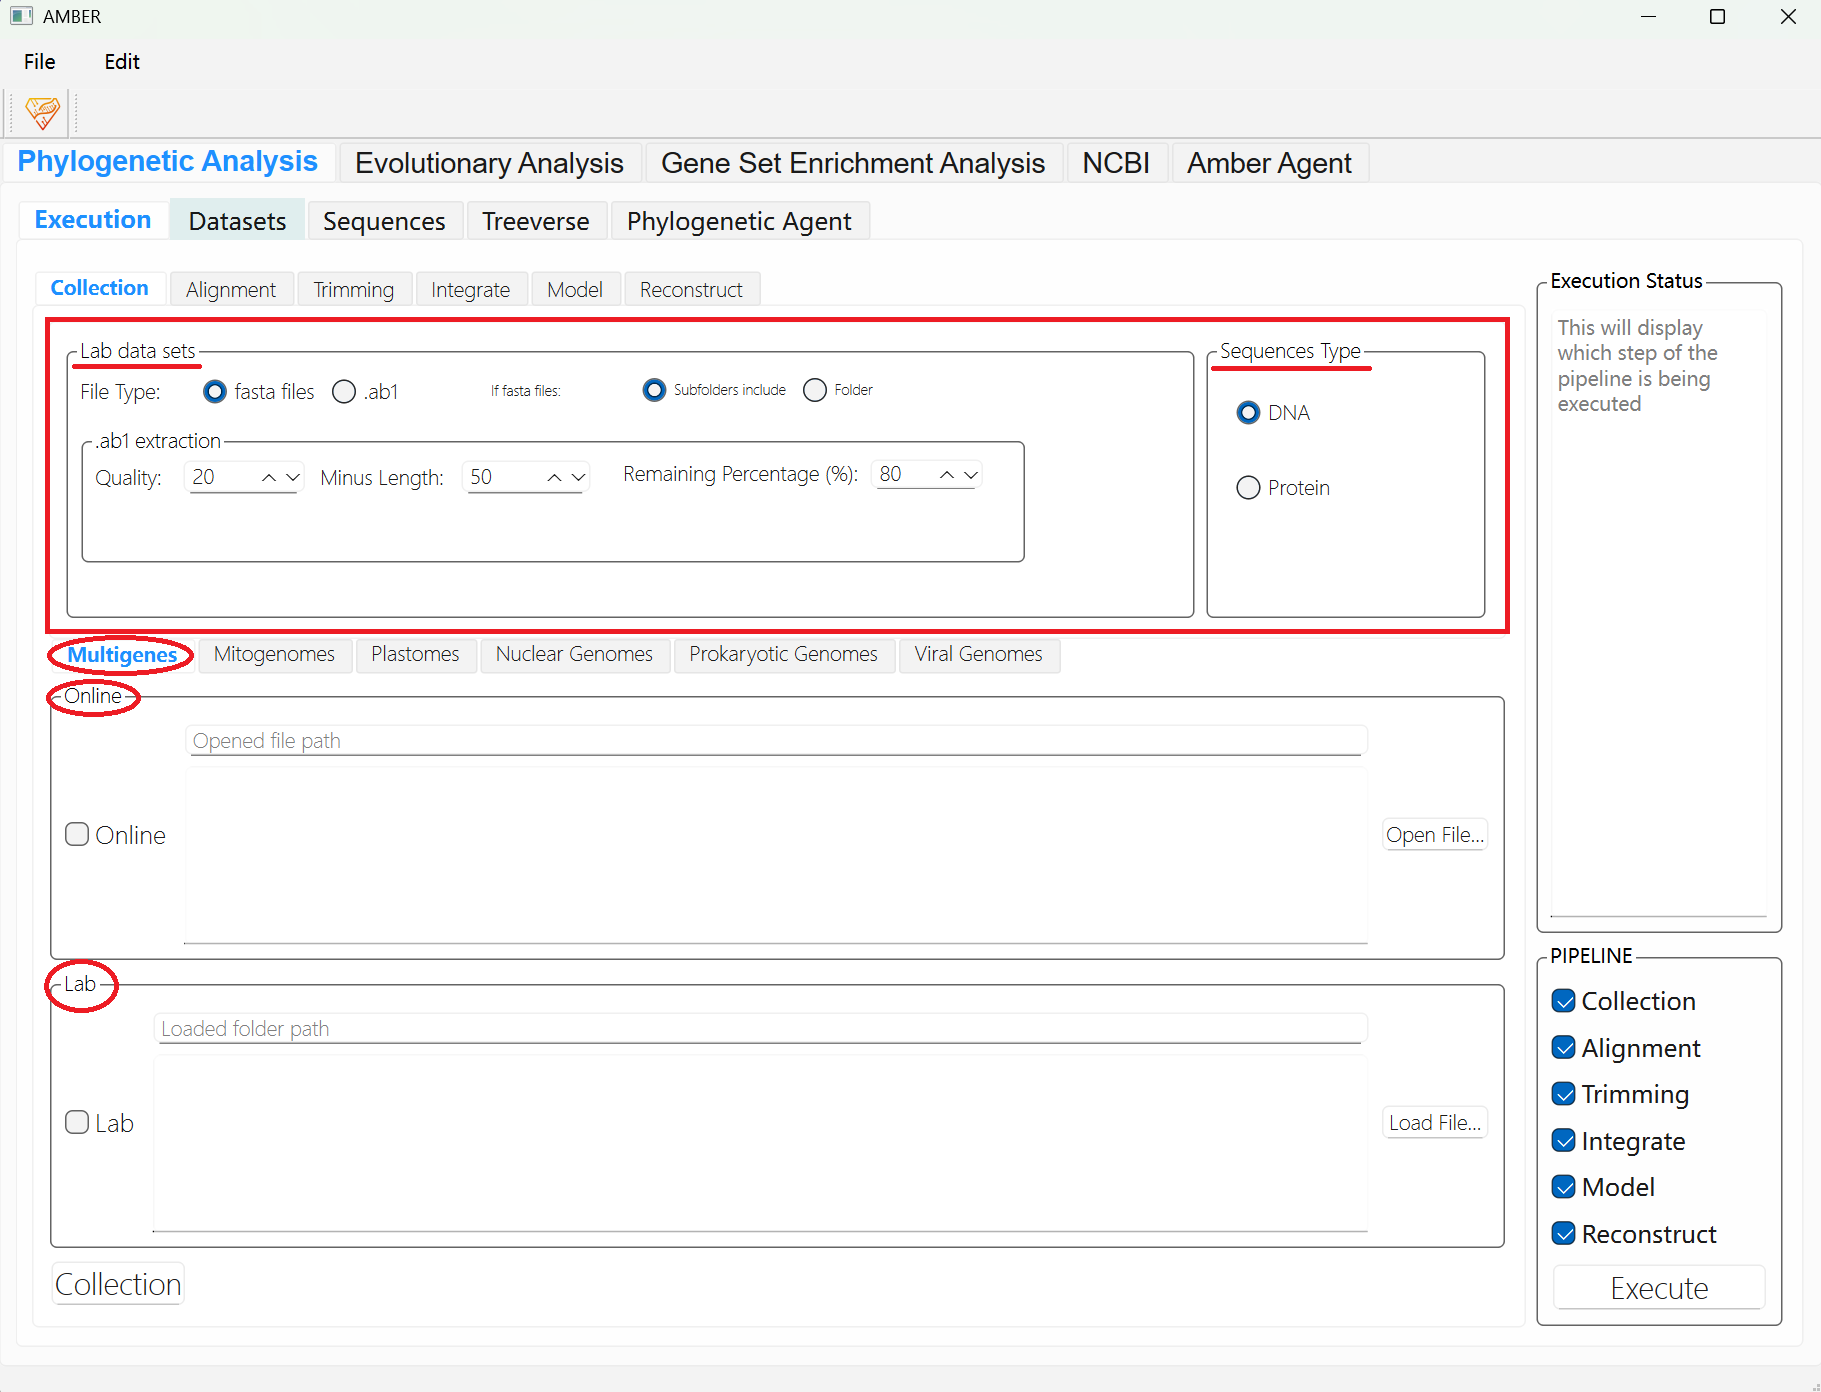 AMBER
File Edit
Phylogenetic Analysis Evolutionary Analysis Gene Set Enrichment Analysis NCBI Amber Agent
Execution Datasets Sequences Treeverse Phylogenetic Agent
Collection Alignment Trimming Integrate Model Reconstruct
Lab data sets
File Type: fasta files .ab1 If fasta files: Subfolders include Folder
.ab1 extraction
Quality: 20 Minus Length: 50 Remaining Percentage (%): 80
Sequences Type
DNA
Protein
Multigenes Mitogenomes Plastomes Nuclear Genomes Prokaryotic Genomes Viral Genomes
Online
Opened file path
Online
Open File...
Lab
Loaded folder path
Lab
Load File...
Collection
Execution Status
This will display
which step of the
pipeline is being
executed
PIPELINE
Collection
Alignment
Trimming
Integrate
Model
Reconstruct
Execute